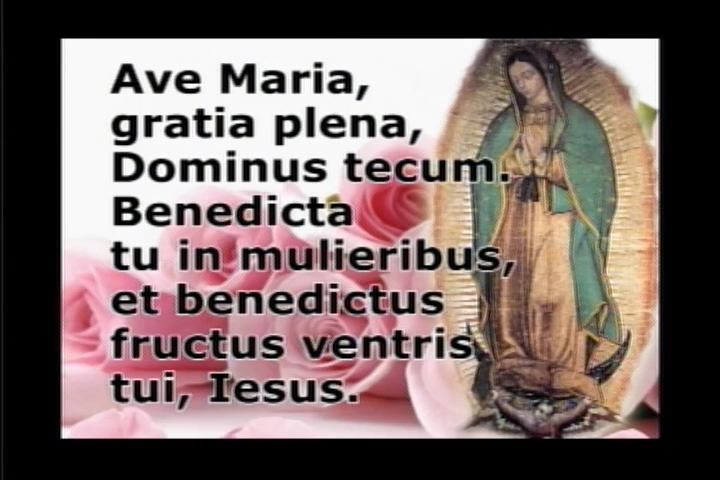 Ave Maria,
gratia plena,
Dominus tecum.
Benedicta
tu in mulieribus,
et benedictus
fructus ventris
tui, Iesus.